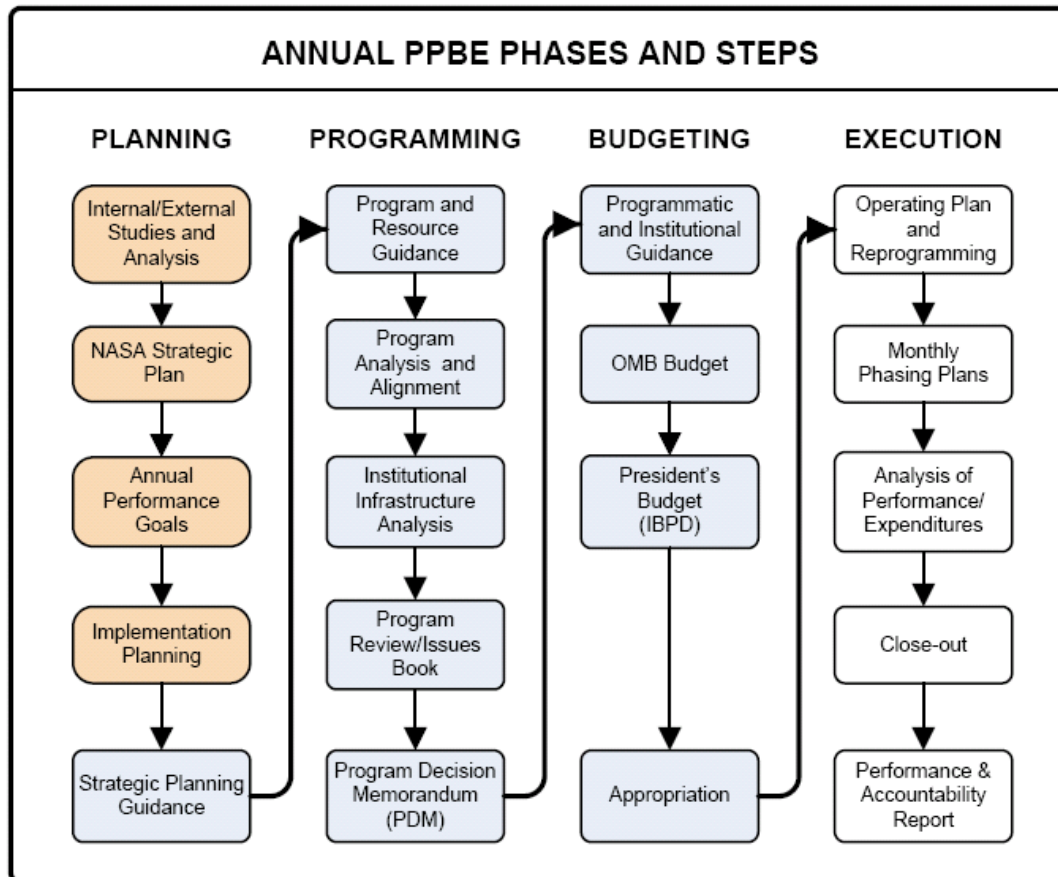 ANNUAL PPBE PHASES AND STEPS
PLANNING
Internal/External
Studies and
Analysis
NASA Strategic
Plan
Annual
Performance
Goals
Implementation
Planning
Strategic Planning
Guidance
PROGRAMMING
Program and
Resource
Guidance
Program
Analysis and
Alignment
Institutional
Infrastructure
Analysis
Program
Review/Issues
Book
Program Decision
Memorandum
(PDM)
BUDGETING
Programmatic
and Institutional
Guidance
OMB Budget
President's
Budget
(IBPD)
Appropriation
EXECUTION
Operating Plan
and
Reprogramming
Monthly
Phasing Plans
Analysis of
Performance/
Expenditures
Close-out
Performance &
Accountability
Report